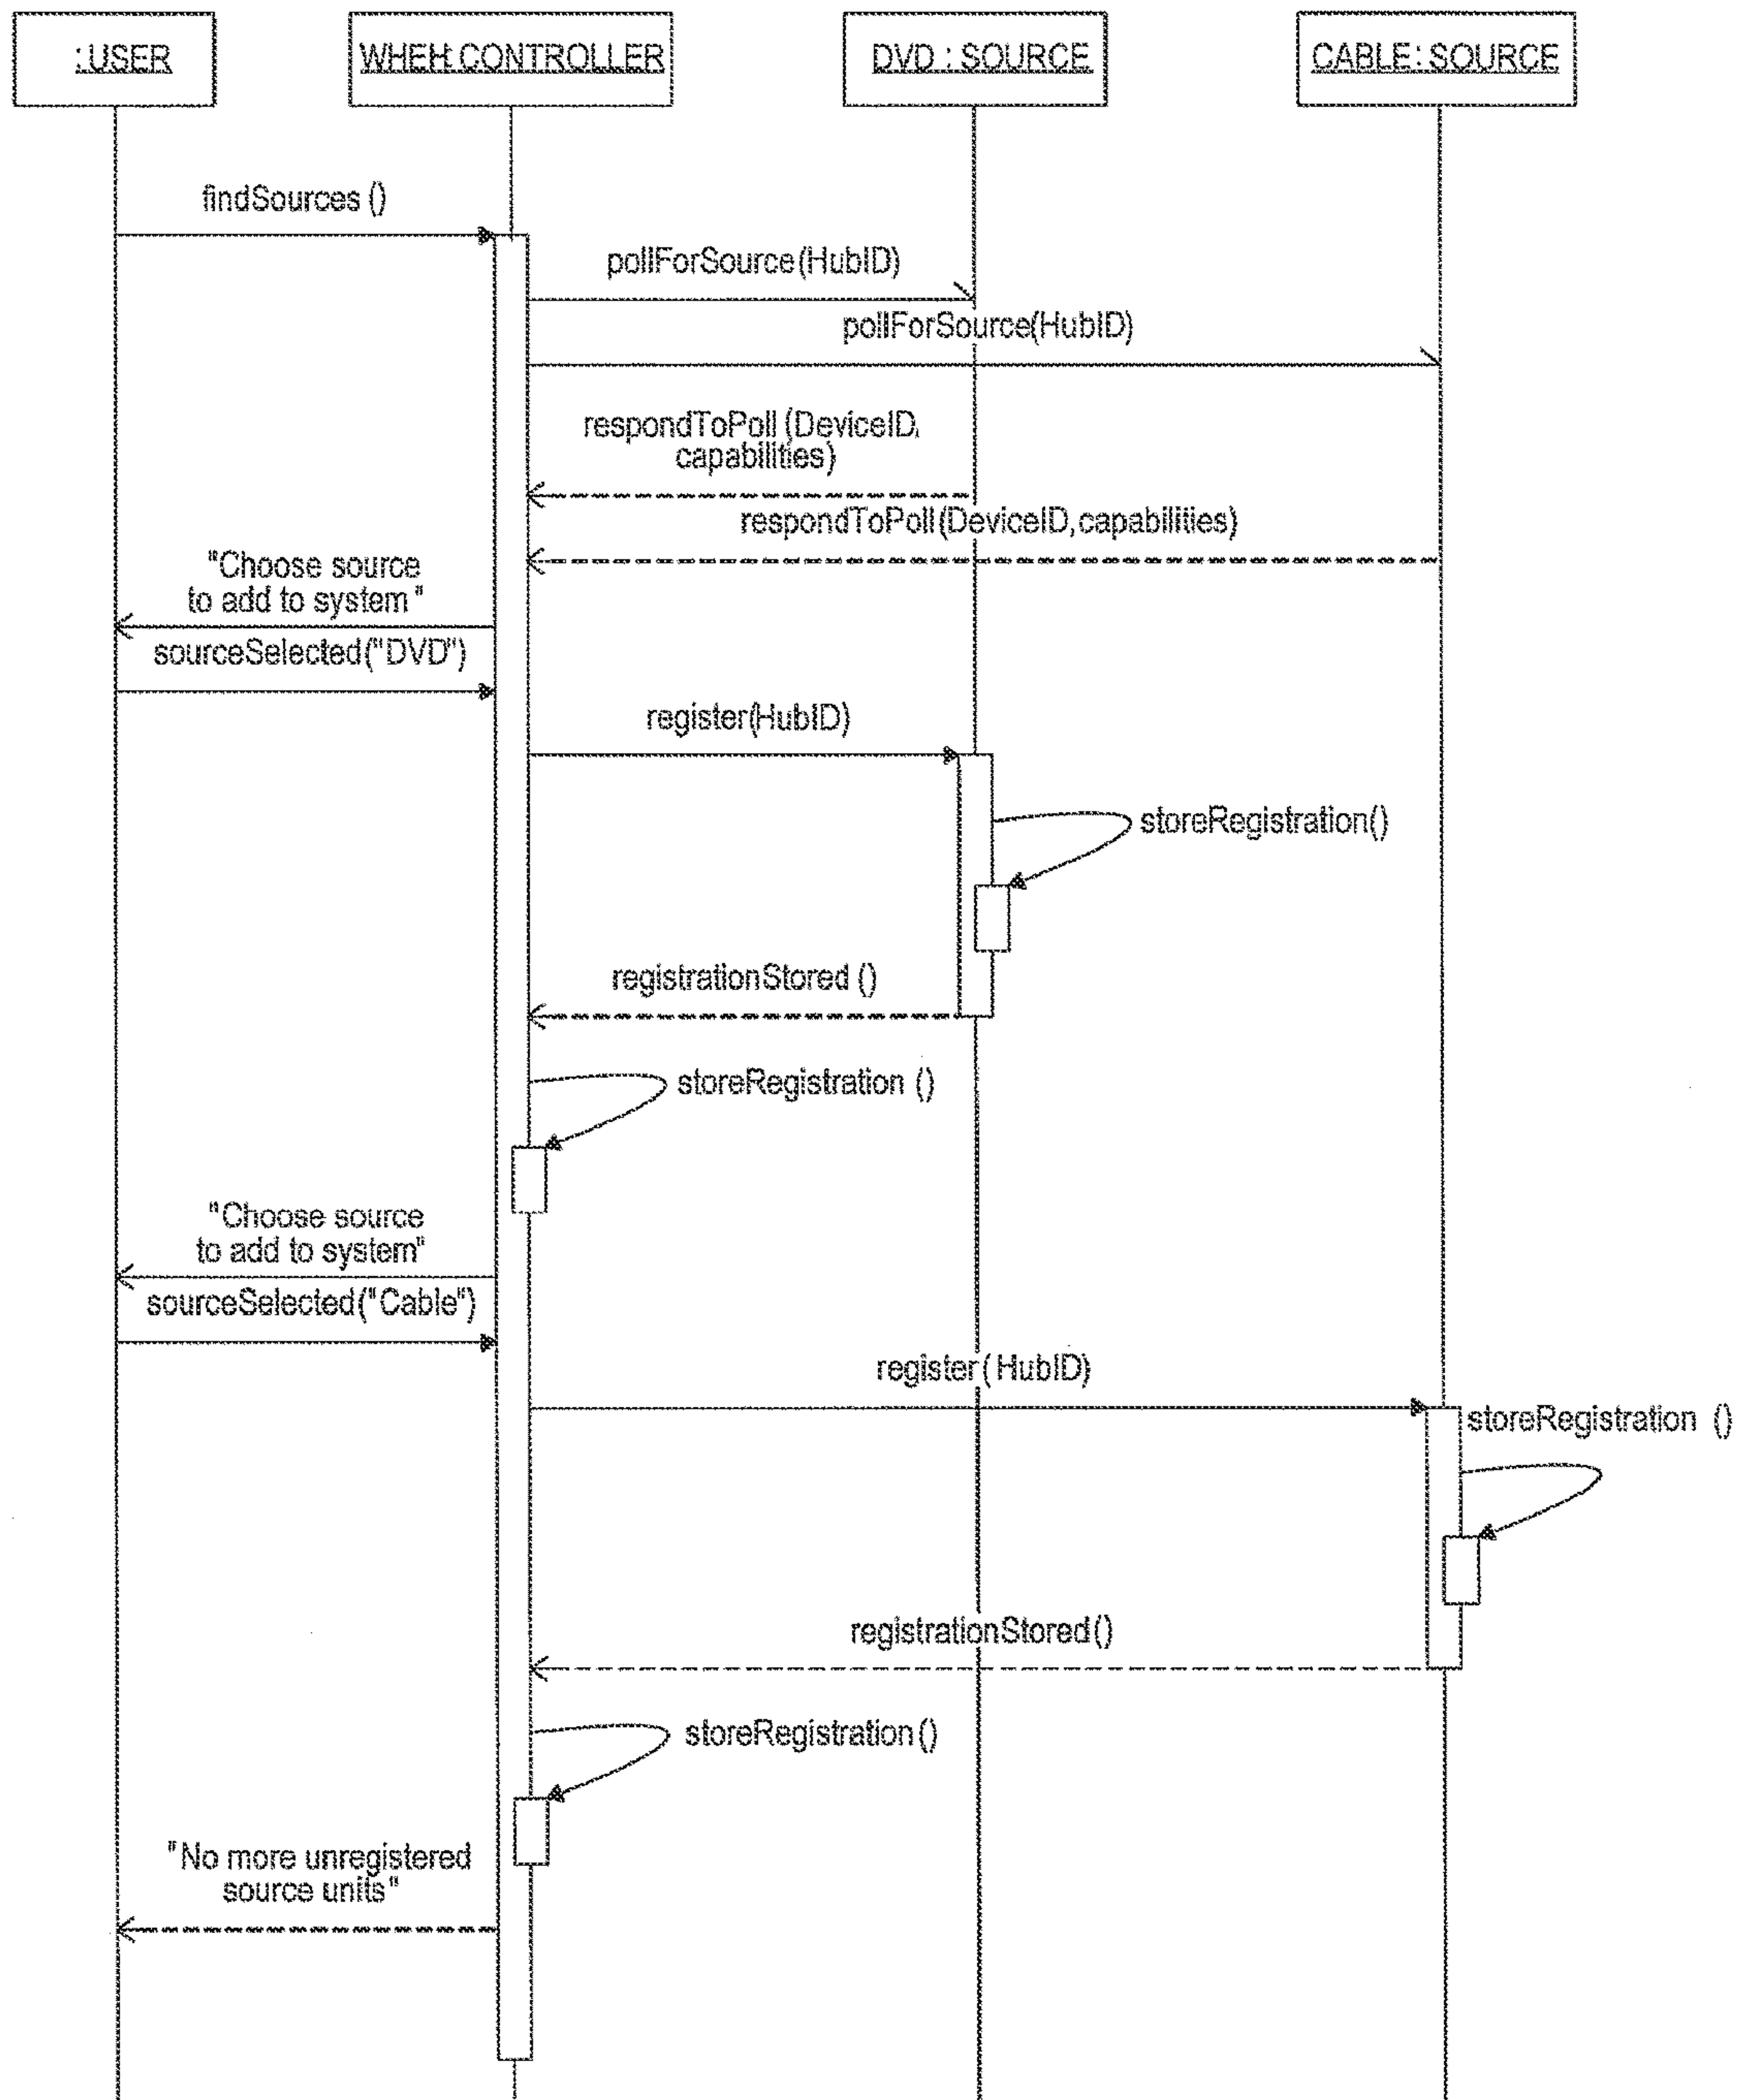 : USER
WHEH: CONTROLLER
DVD : SOURCE
CABLE : SOURCE
findSources ()
pollForSource (HubID)
pollForSource(HubID)
respondToPoll (DeviceID,
capabilities)
respondToPoll (DeviceID, capabilities)
"Choose source
to add to system"
sourceSelected("DVD")
register(HubID)
storeRegistration()
registrationStored ()
storeRegistration ()
"Choose source
to add to system"
sourceSelected("Cable")
register ( HubID)
storeRegistration ()
registrationStored ()
storeRegistration ()
"No more unregistered
source units"